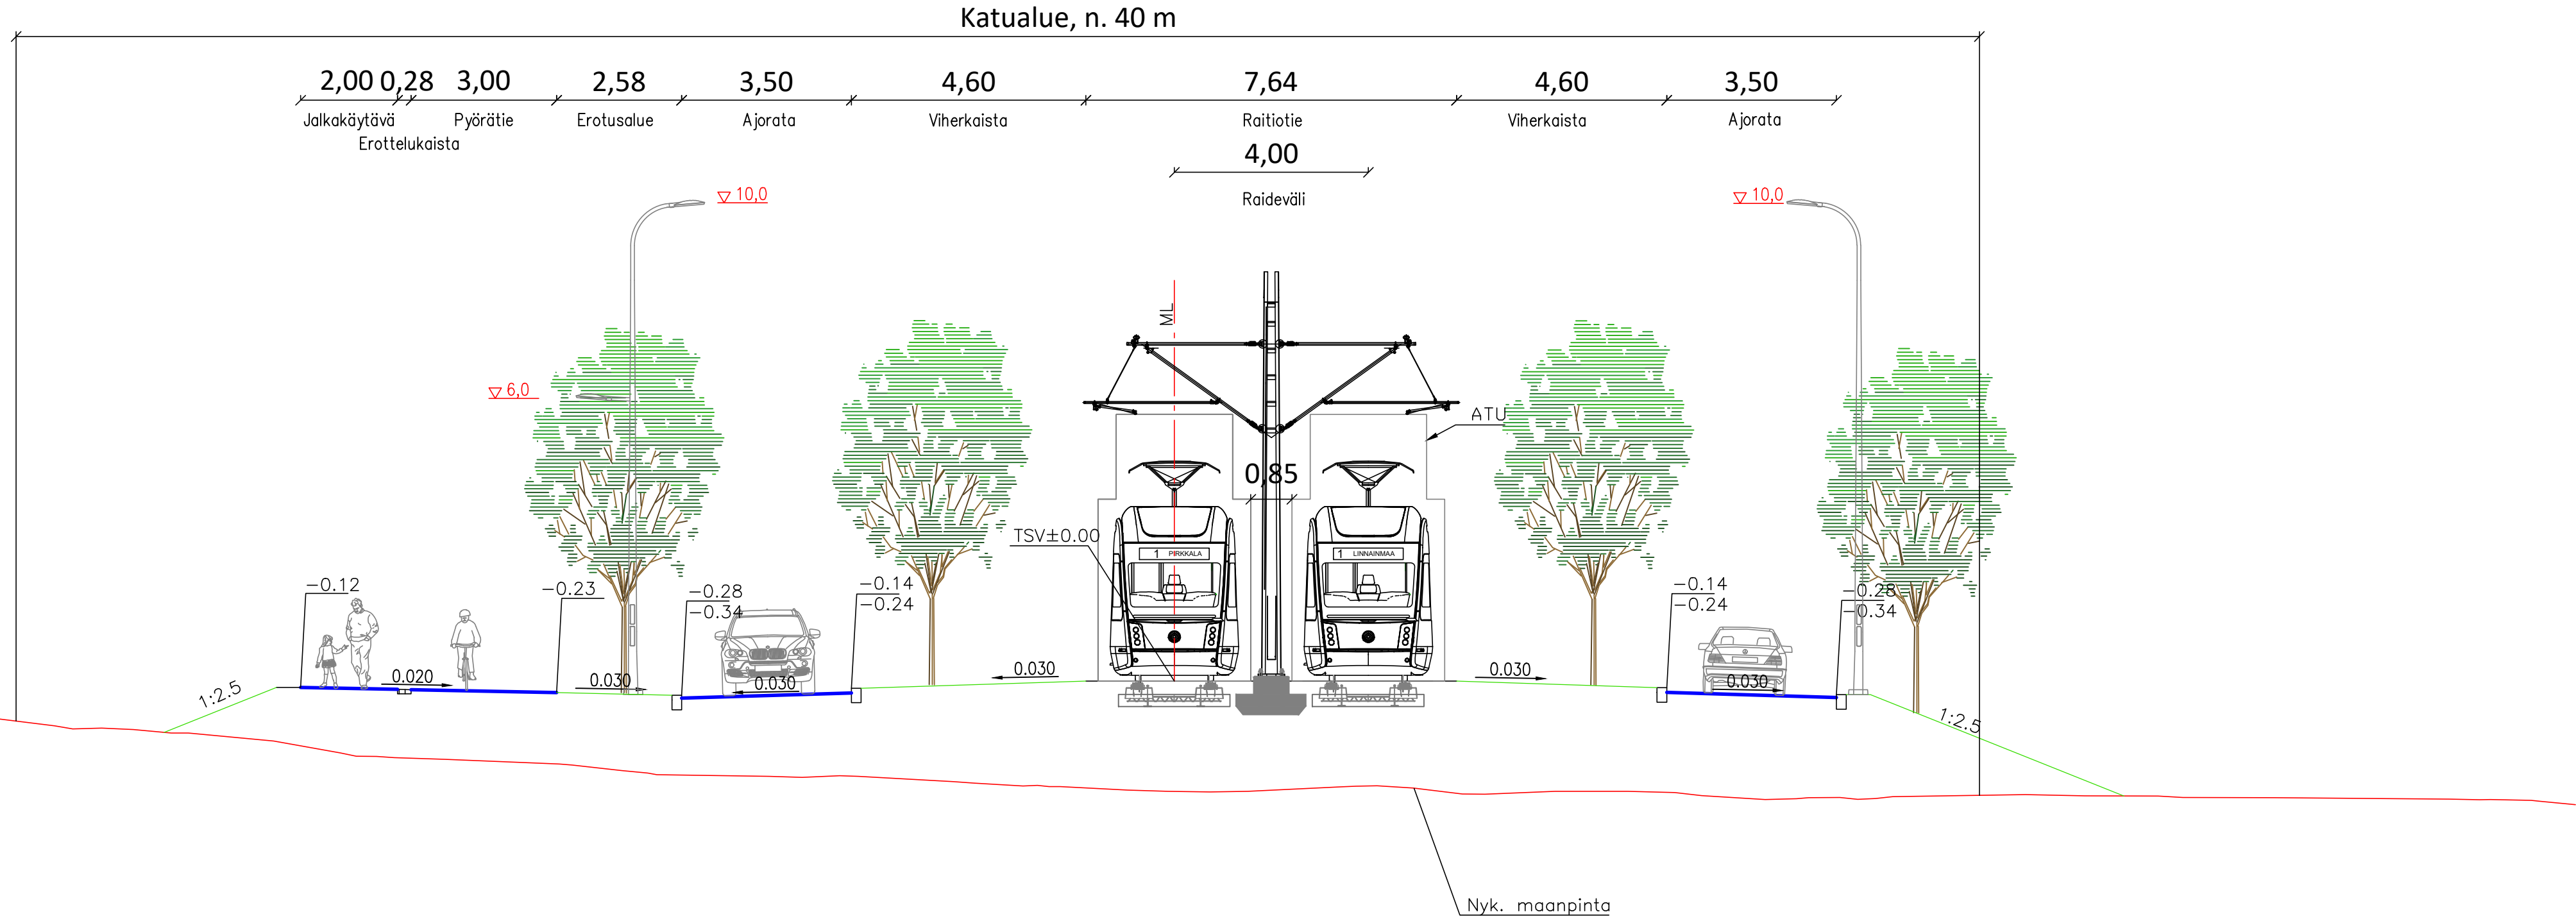 Katualue, n. 40 m
2,00 0,28 3,00 2,58 3,50 4,60 7,64 4,60 3,50
Jalkakäytävä Pyörätie Erotusalue Ajorata Viherkaista Raitiotie Viherkaista Ajorata
Erottelukaista
4,00
Raideväli
10,0 10,0
ML
6,0
ATU
0,85
TSV±0.00
1 PIRKKALA 1 LINNAINMAA
-0.12 -0.23 -0.28 -0.14 -0.14 -0.28
-0.34 -0.24 -0.24 -0.34
0.020 0.030 0.030 0.030 0.030 0.030
1:2.5 1:2.5
Nyk. maanpinta